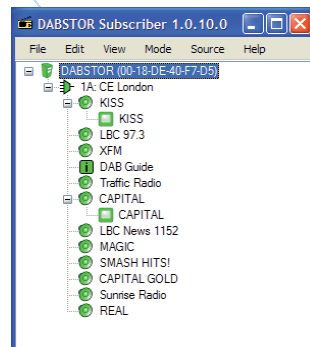 DABSTOR Subscriber 1.0.10.0
File Edit View Mode Source Help
DABSTOR (00-18-DE-40-F7-D5)
1A: CE London
KISS
KISS
LBC 97.3
XFM
DAB Guide
Traffic Radio
CAPITAL
CAPITAL
LBC News 1152
MAGIC
SMASH HITS!
CAPITAL GOLD
Sunrise Radio
REAL